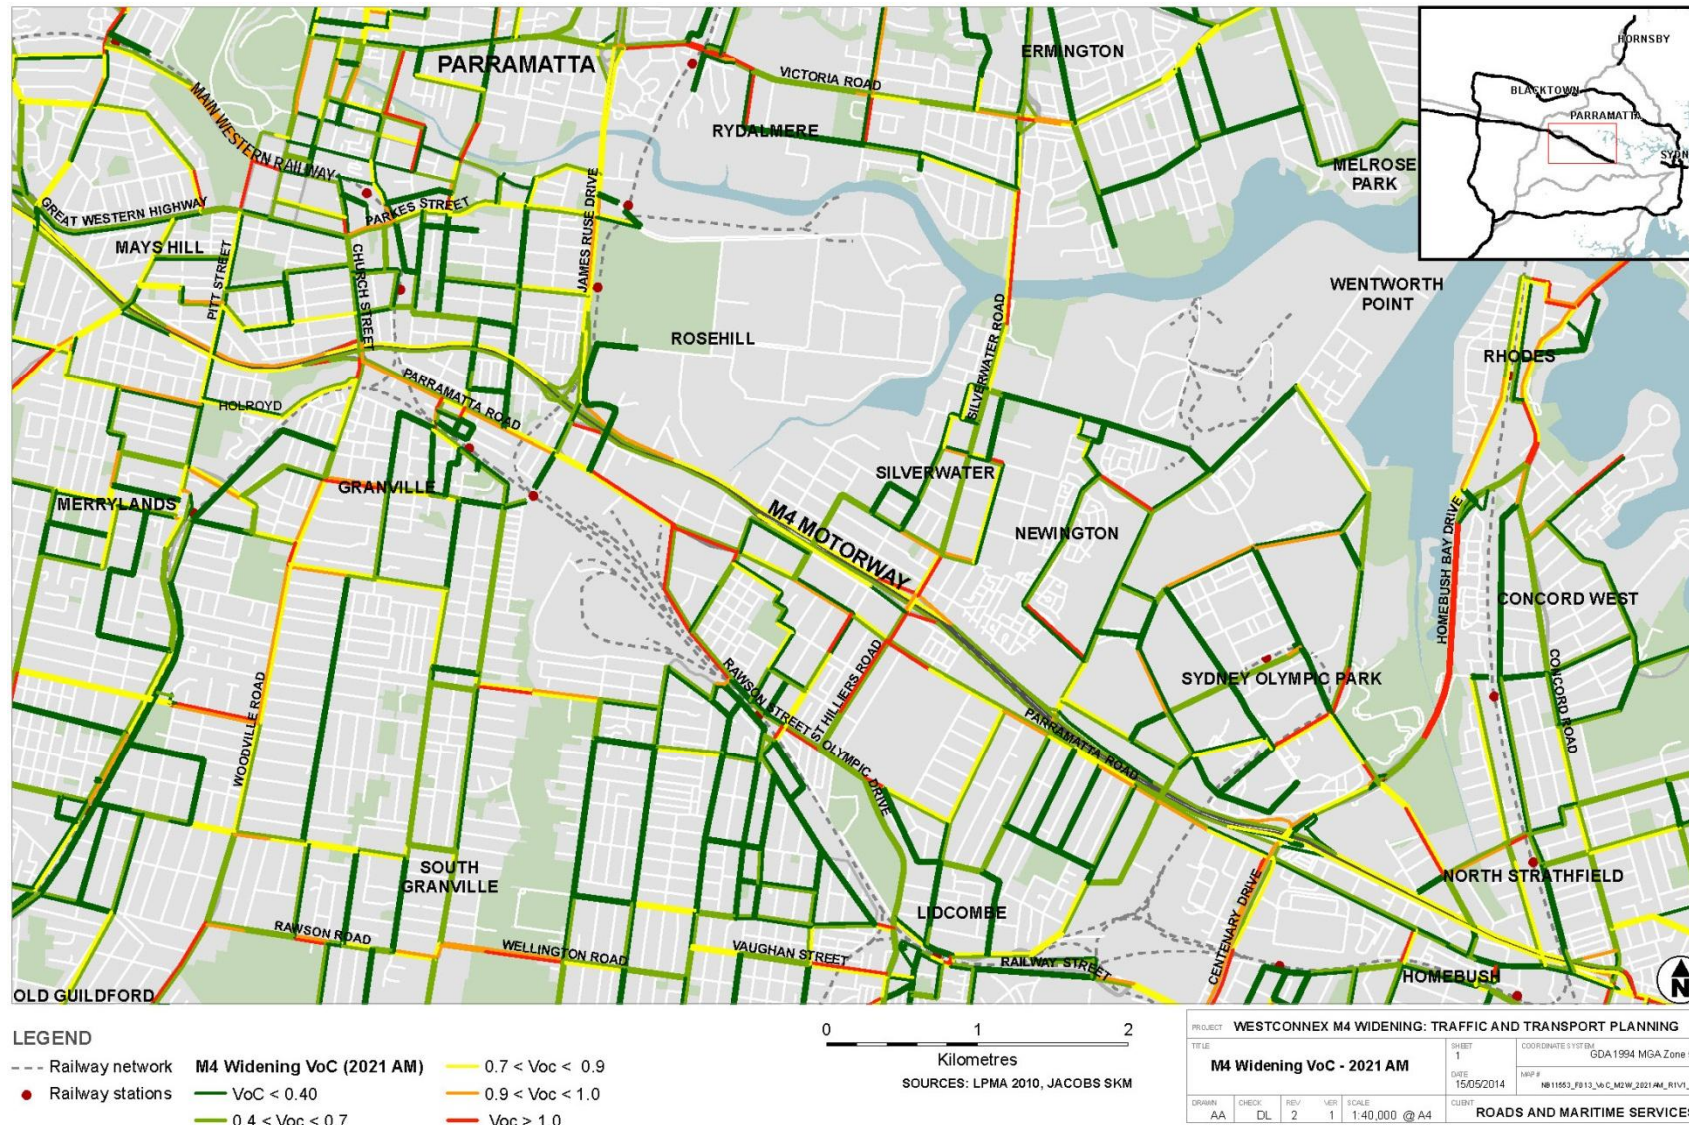 PARRAMATTA
ERMINGTON
VICTORIA ROAD
RYDALMERE
MELROSE
PARK
MAIN WESTERN RAILWAY
GREAT WESTERN HIGHWAY
PARKES STREET
MAYS HILL
PITT STREET
CHURCH STREET
JAMES RUSE DRIVE
ROSEHILL
SILVERWATER ROAD
WENTWORTH
POINT
RHODES
HORNSBY
BLACKTOWN
PARRAMATTA
HOLROYD
PARRAMATTA ROAD
GRANVILLE
MERRYLANDS
SILVERWATER
M4 MOTORWAY
NEWINGTON
HOMEBUSH BAY DRIVE
CONCORD WEST
CONCORD ROAD
SYDNEY OLYMPIC PARK
WOODVILLE ROAD
RAWSON STREET
ST HILLIERS ROAD
OLYMPIC DRIVE
PARRAMATTA ROAD
SOUTH
GRANVILLE
LIDCOMBE
NORTH STRATHFIELD
CENTENARY DRIVE
RAWSON ROAD
WELLINGTON ROAD
VAUGHAN STREET
RAILWAY STREET
HOMEBUSH
OLD GUILDFORD
N
LEGEND
Railway network
Railway stations
M4 Widening VoC (2021 AM)
VoC < 0.40
0.4 < Voc < 0.7
0.7 < Voc < 0.9
0.9 < Voc < 1.0
Voc > 1.0
0 1 2
Kilometres
SOURCES: LPMA 2010, JACOBS SKM
PROJECT WESTCONNEX M4 WIDENING: TRAFFIC AND TRANSPORT PLANNING
TITLE
M4 Widening VoC - 2021 AM
SHEET
1
COORDINATE SYSTEM
GDA 1994 MGA Zone
DATE
15/05/2014
MAP #
DRAWN
AA
CHECK
DL
REV
2
VER
1
SCALE
1:40,000 @ A4
CLIENT
ROADS AND MARITIME SERVICES